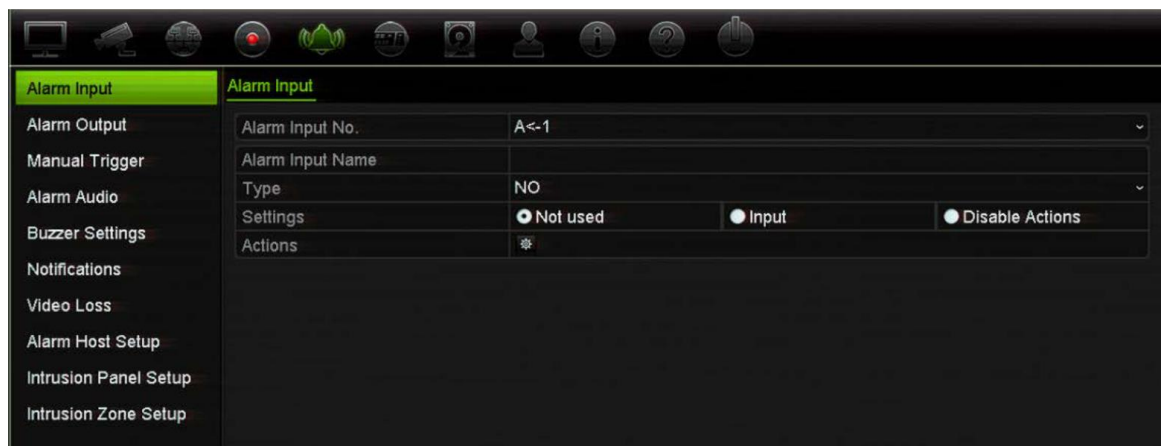 Alarm Input
Alarm Output
Manual Trigger
Alarm Audio
Buzzer Settings
Notifications
Video Loss
Alarm Host Setup
Intrusion Panel Setup
Intrusion Zone Setup
Alarm Input
Alarm Input No. A<-1
Alarm Input Name
Type NO
Settings Not used Input Disable Actions
Actions